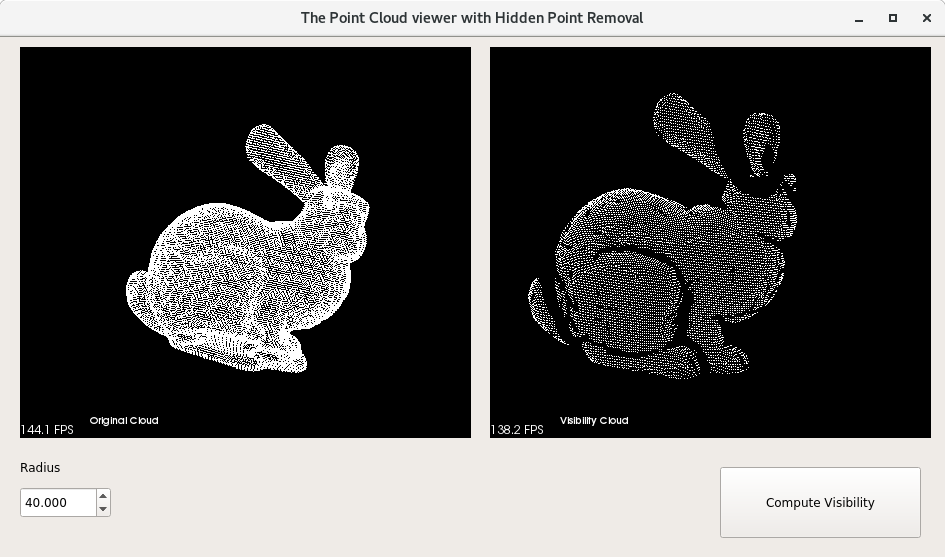 The Point Cloud viewer with Hidden Point Removal
Original Cloud
144.1 FPS
Visibility Cloud
138.2 FPS
Radius
40.000
Compute Visibility